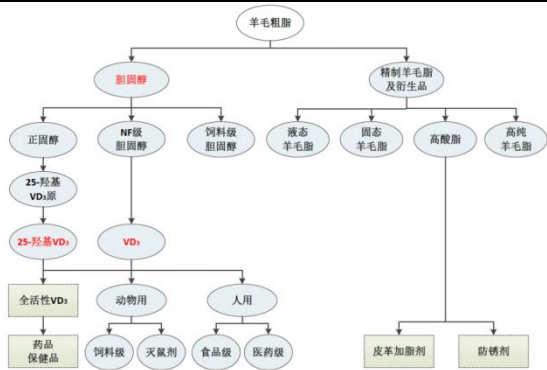 羊毛粗脂
胆固醇
精制羊毛脂
及衍生品
正固醇
NF级
胆固醇
饲料级
胆固醇
液态
羊毛脂
固态
羊毛脂
高酸脂
高纯
羊毛脂
25-羟基
VD₃原
25-羟基VD₃
VD₃
全活性VD₃
动物用
人用
药品
保健品
饲料级
灭鼠剂
食品级
医药级
皮革加脂剂
防锈剂